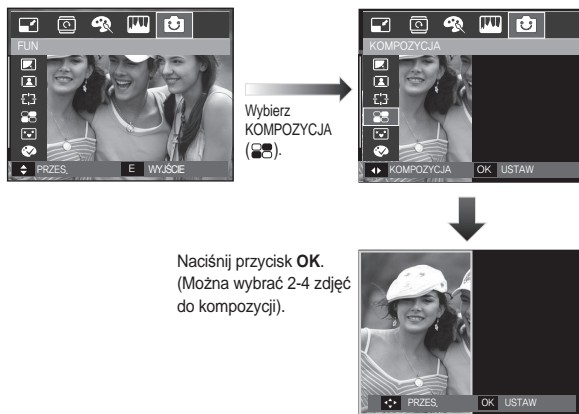 FUN
PRZES.
E WYJŚCIE
Wybierz
KOMPOZYCJA
( ).
KOMPOZYCJA
KOMPOZYCJA OK USTAW
Naciśnij przycisk OK.
(Można wybrać 2-4 zdjęć
do kompozycji).
PRZES.
OK USTAW